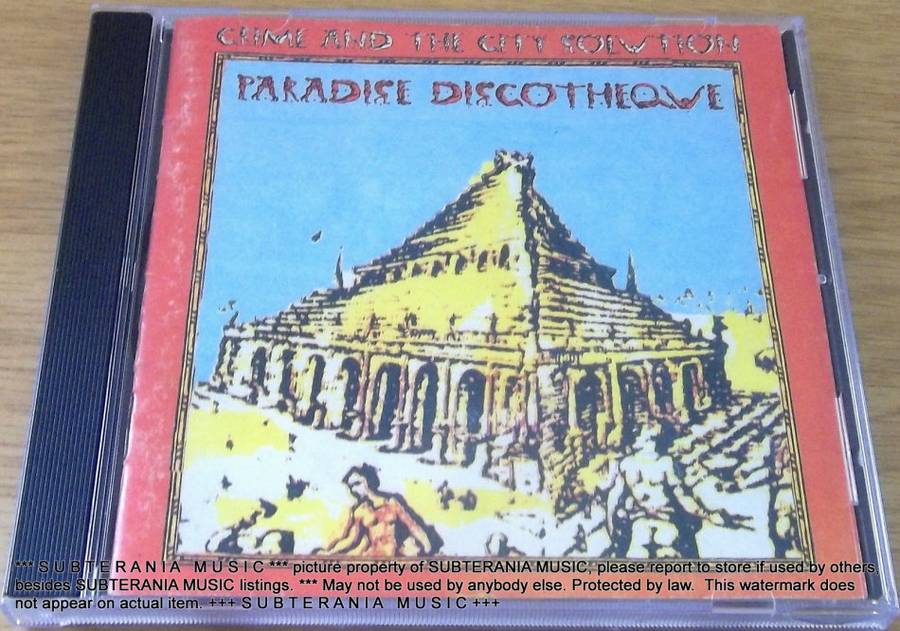 CRIME AND THE CITY SOLUTION
PARADISE DISCOTHEQUE
*** S U B T E R A N I A   M U S I C *** picture property of SUBTERANIA MUSIC, please report to store if used by others,
besides SUBTERANIA MUSIC listings. *** May not be used by anybody else. Protected by law.  This watermark does
not appear on actual item. +++ S U B T E R A N I A   M U S I C +++